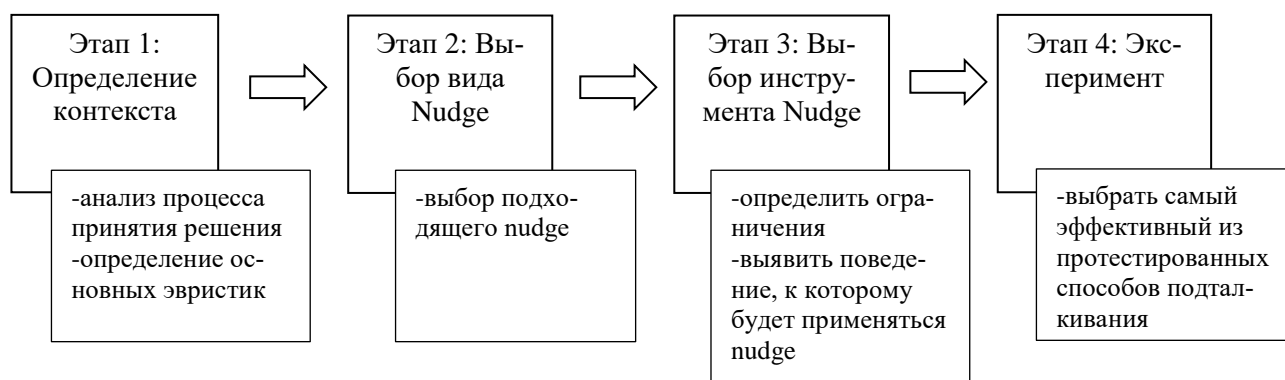 Этап 1:
Определение
контекста
-анализ процесса
принятия решения
-определение ос-
новных эвристик
Этап 2: Вы-
бор вида
Nudge
-выбор подхо-
дящего nudge
Этап 3: Вы-
бор инстру-
мента Nudge
-определить огра-
ничения
-выявить поведе-
ние, к которому
будет применяться
nudge
Этап 4: Экс-
перимент
-выбрать самый
эффективный из
протестированных
способов подтал-
кивания